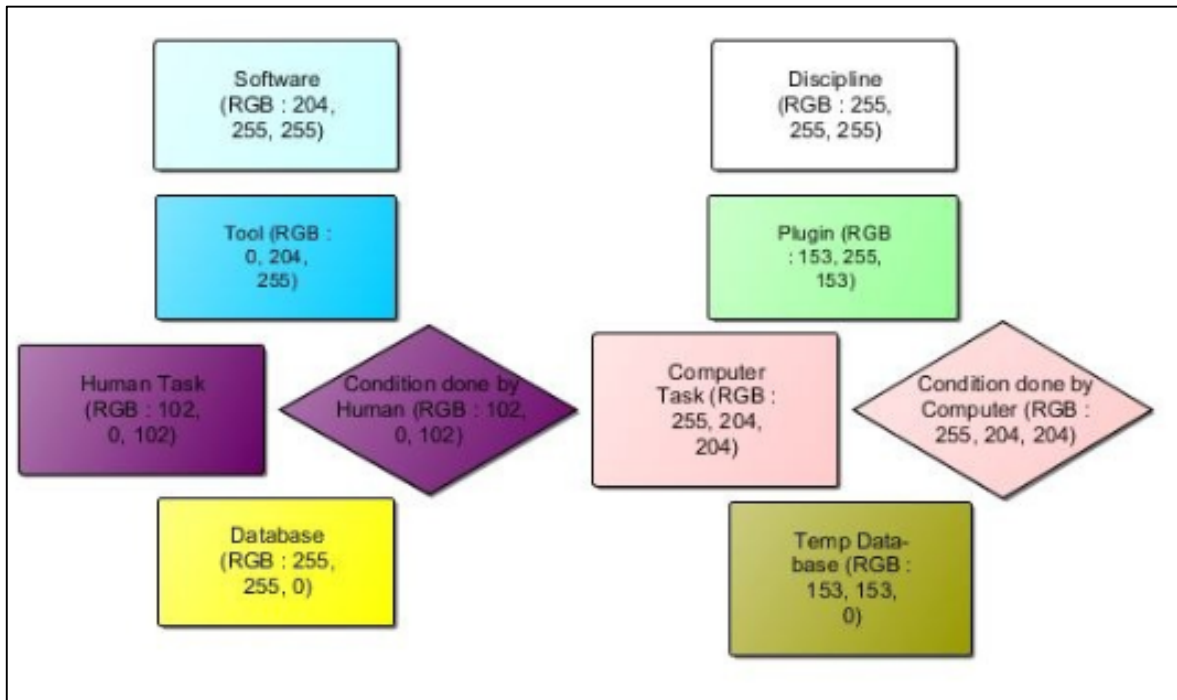 Software
(RGB : 204,
255, 255)
Discipline
(RGB : 255,
255, 255)
Tool (RGB :
0, 204,
255)
Plugin (RGB
: 153, 255,
153)
Human Task
(RGB : 102,
0, 102)
Condition done by
Human (RGB : 102,
0, 102)
Computer
Task (RGB :
255, 204,
204)
Condition done by
Computer (RGB :
255, 204, 204)
Database
(RGB : 255,
255, 0)
Temp Data-
base (RGB :
153, 153,
0)